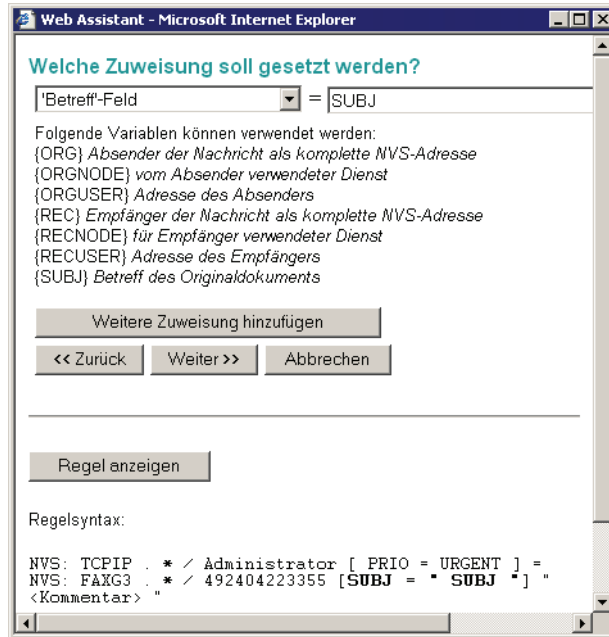 Web Assistant - Microsoft Internet Explorer
Welche Zuweisung soll gesetzt werden?
'Betreff'-Feld = SUBJ
Folgende Variablen können verwendet werden:
{ORG} Absender der Nachricht als komplette NVS-Adresse
{ORGNODE} vom Absender verwendeter Dienst
{ORGUSER} Adresse des Absenders
{REC} Empfänger der Nachricht als komplette NVS-Adresse
{RECNODE} für Empfänger verwendeter Dienst
{RECUSER} Adresse des Empfängers
{SUBJ} Betreff des Originaldokuments
Weitere Zuweisung hinzufügen
<< Zurück Weiter >> Abbrechen
Regel anzeigen
Regelsyntax:
NVS: TCPIP . * / Administrator [ PRIO = URGENT ] =
NVS: FAXG3 . * / 492404223355 [SUBJ = " SUBJ "] "
<Kommentar> "